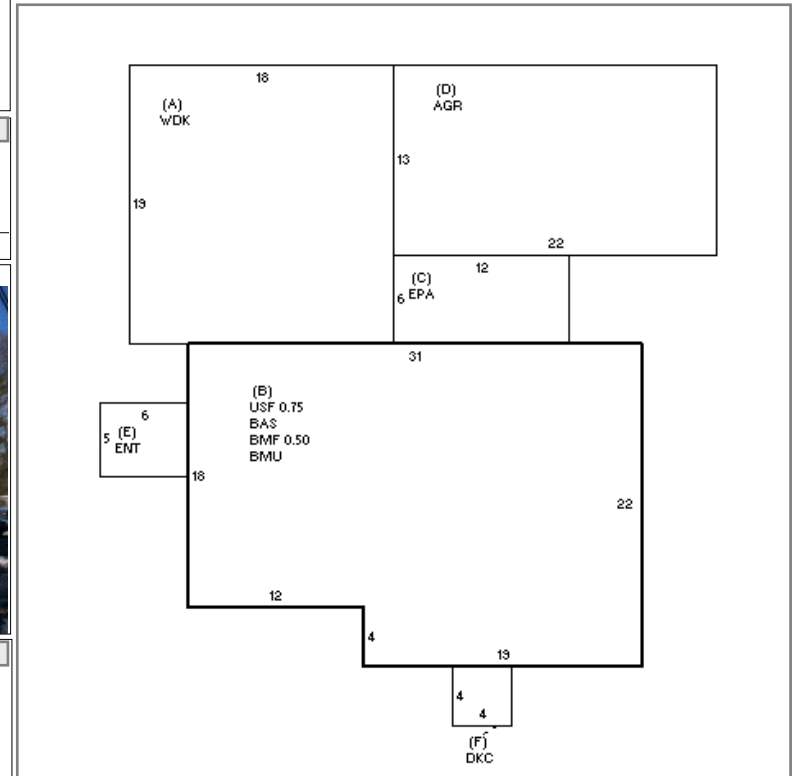 18
(A)
WDK
19
(D)
AGR
13
22
12
(C)
6 EPA
31
(B)
USF 0.75
BAS
BMF 0.50
BMU
6
5 (E)
ENT
18
22
12
4
19
4
4
(F)
DKC